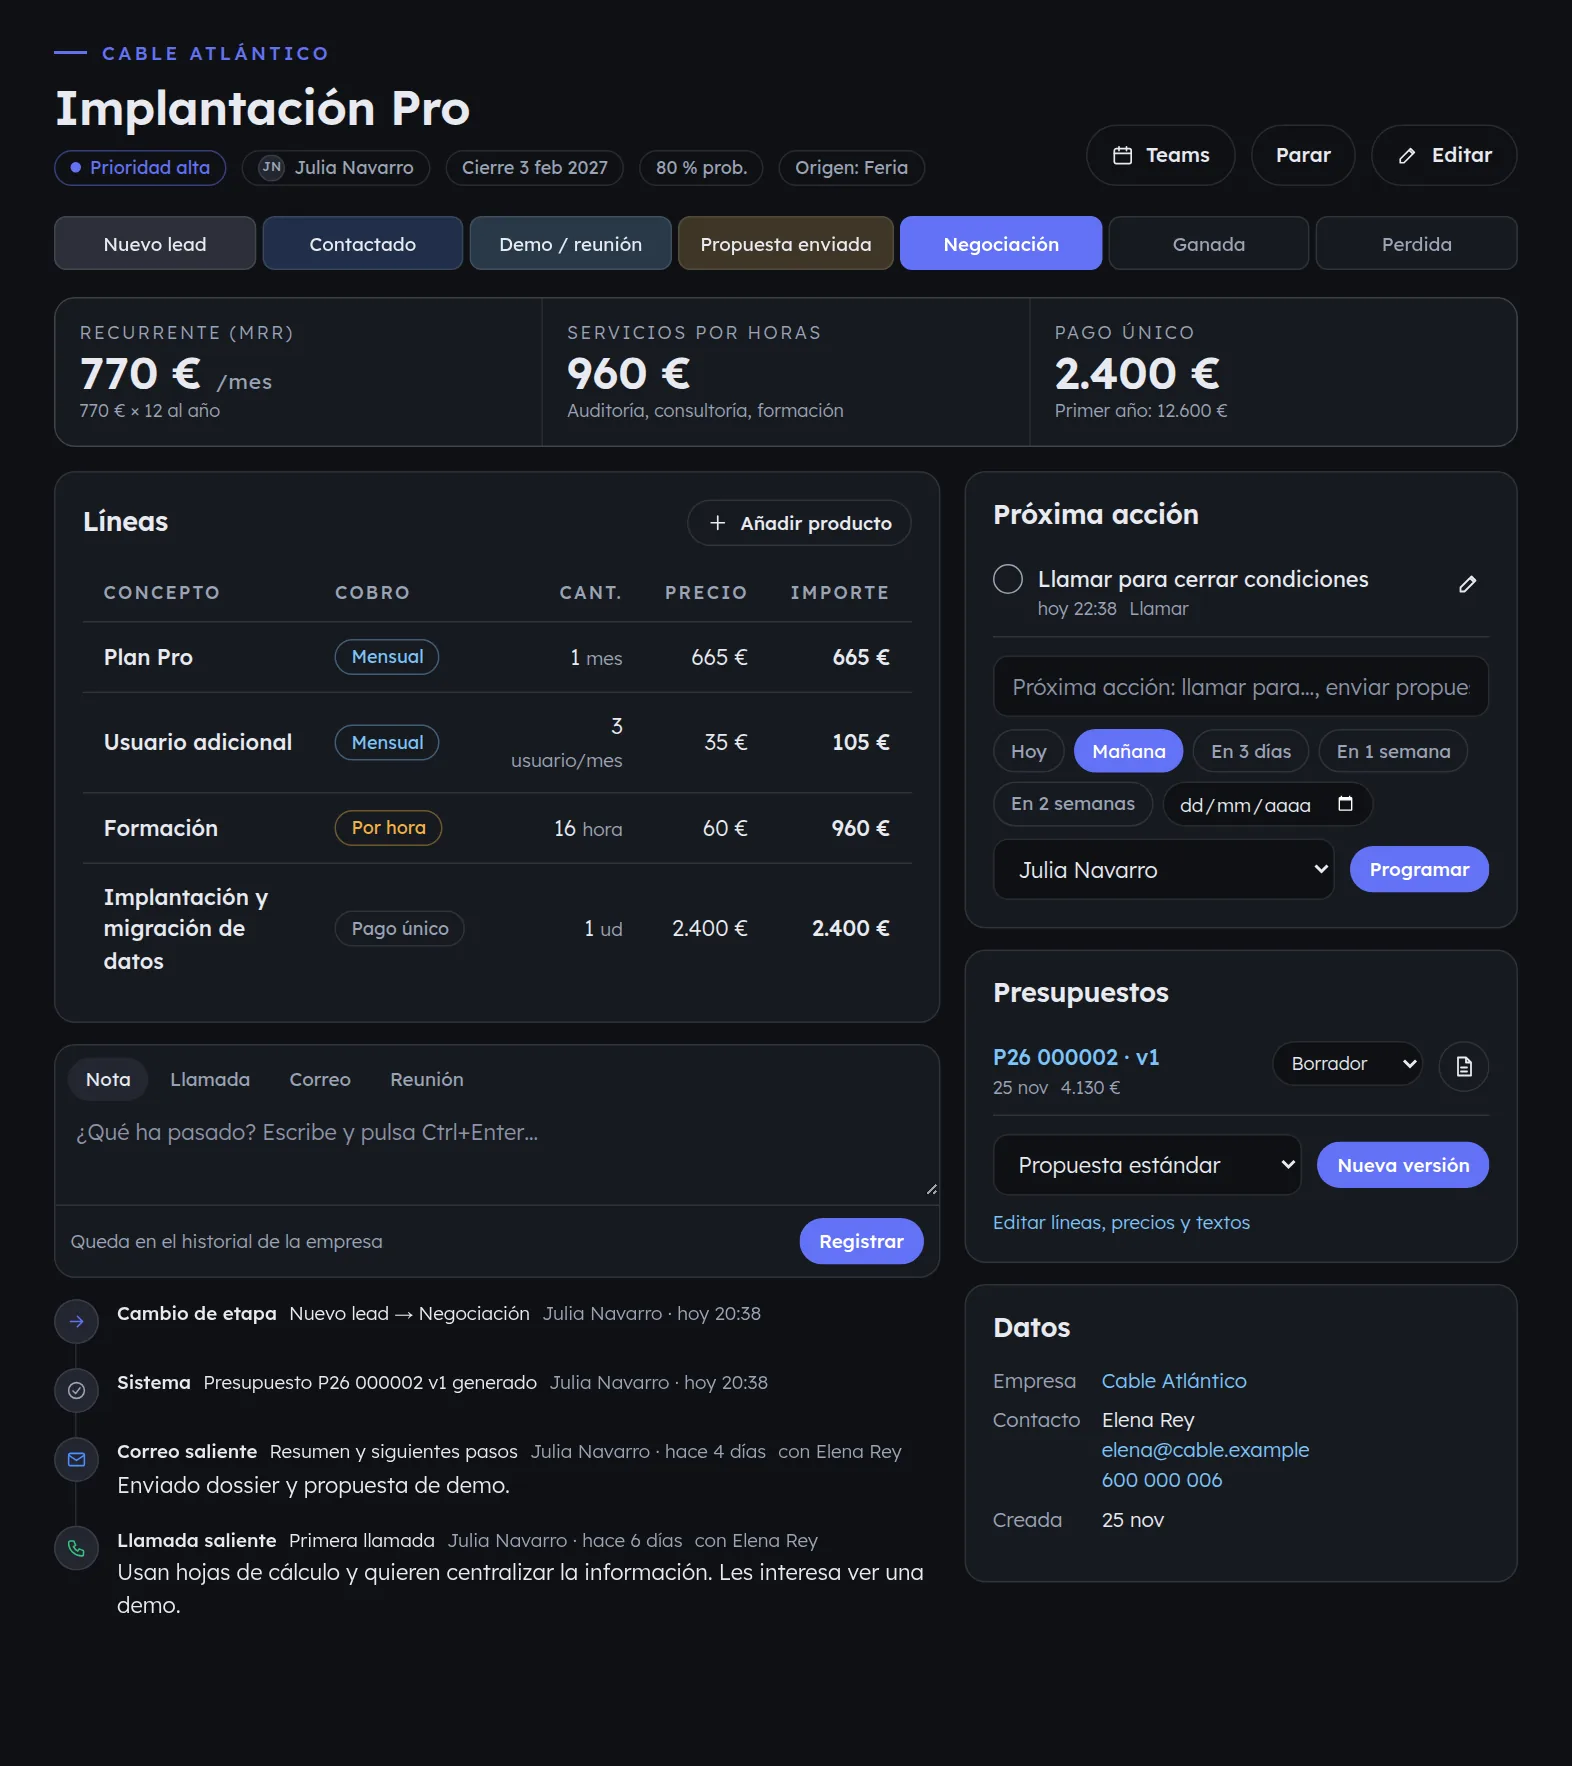 CABLE ATLÁNTICO
Implantación Pro
Prioridad alta
JN Julia Navarro
Cierre 3 feb 2027
80 % prob.
Origen: Feria
Teams
Parar
Editar
Nuevo lead
Contactado
Demo / reunión
Propuesta enviada
Negociación
Ganada
Perdida
RECURRENTE (MRR)
770 € /mes
770 € × 12 al año
SERVICIOS POR HORAS
960 €
Auditoría, consultoría, formación
PAGO ÚNICO
2.400 €
Primer año: 12.600 €
Líneas
Añadir producto
CONCEPTO COBRO CANT. PRECIO IMPORTE
Plan Pro Mensual 1 mes 665 € 665 €
Usuario adicional Mensual 3 usuario/mes 35 € 105 €
Formación Por hora 16 hora 60 € 960 €
Implantación y
migración de
datos
Pago único 1 ud 2.400 € 2.400 €
Nota Llamada Correo Reunión
¿Qué ha pasado? Escribe y pulsa Ctrl+Enter...
Queda en el historial de la empresa
Registrar
Cambio de etapa Nuevo lead → Negociación Julia Navarro · hoy 20:38
Sistema Presupuesto P26 000002 v1 generado Julia Navarro · hoy 20:38
Correo saliente Resumen y siguientes pasos Julia Navarro · hace 4 días con Elena Rey
Enviado dossier y propuesta de demo.
Llamada saliente Primera llamada Julia Navarro · hace 6 días con Elena Rey
Usan hojas de cálculo y quieren centralizar la información. Les interesa ver una
demo.
Próxima acción
Llamar para cerrar condiciones
hoy 22:38 Llamar
Próxima acción: llamar para..., enviar propue
Hoy
Mañana
En 3 días
En 1 semana
En 2 semanas
dd/mm/aaaa
Julia Navarro
Programar
Presupuestos
P26 000002 · v1
25 nov 4.130 €
Borrador
Propuesta estándar
Nueva versión
Editar líneas, precios y textos
Datos
Empresa Cable Atlántico
Contacto Elena Rey
elena@cable.example
600 000 006
Creada 25 nov